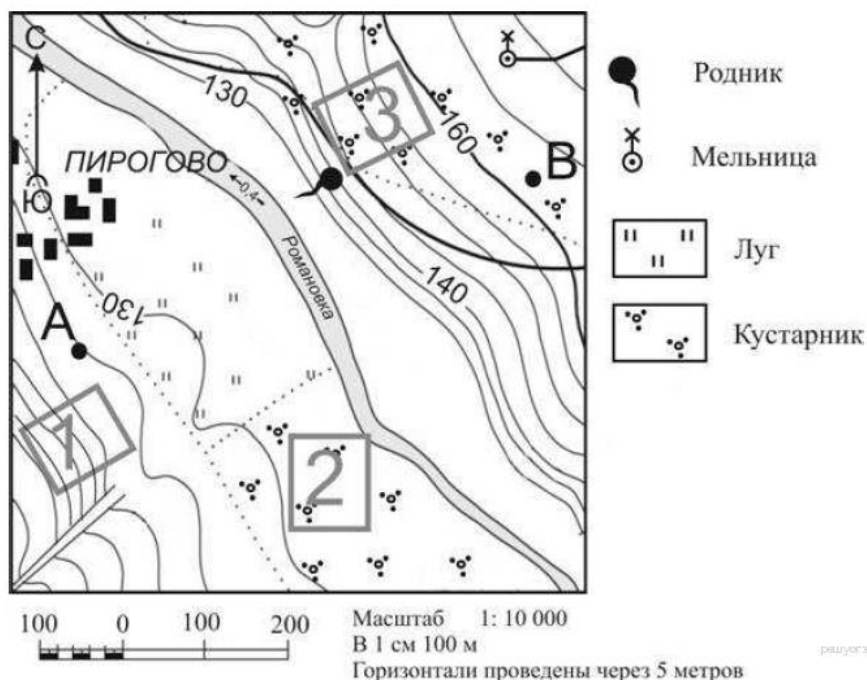 С
Ю
130
160
3
ПИРОГОВО
0,4
В
Романовка
140
130
А
1
2
Родник
Мельница
Луг
Кустарник
100 0 100 200
Масштаб 1: 10 000
В 1 см 100 м
Горизонтали проведены через 5 метров